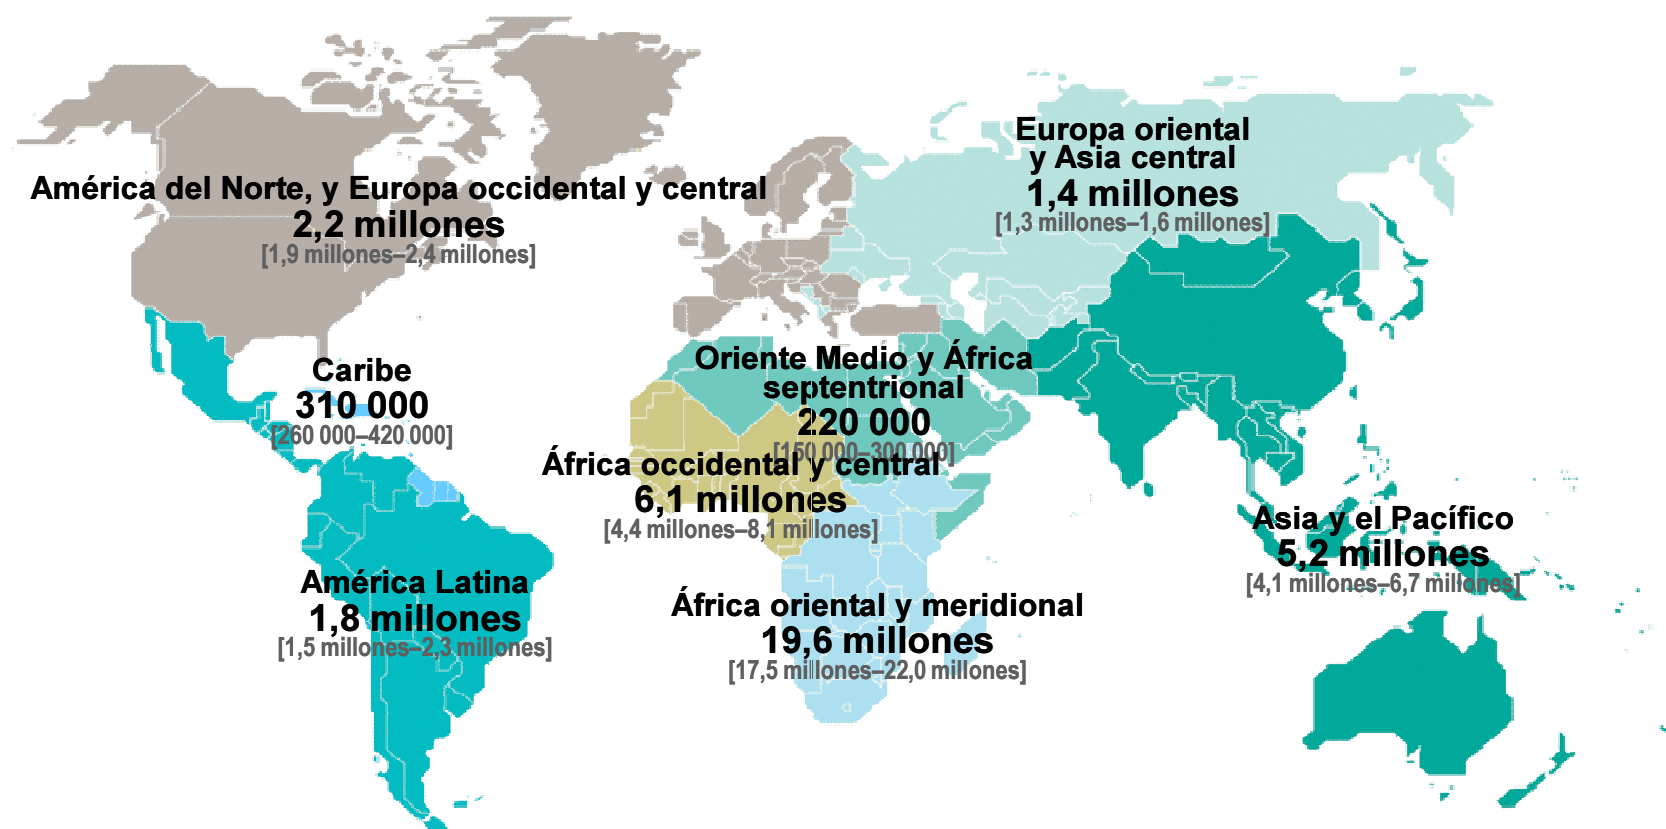 Europa oriental
y Asia central
1,4 millones
[1,3 millones–1,6 millones]
América del Norte, y Europa occidental y central
2,2 millones
[1,9 millones–2,4 millones]
Caribe
310 000
[260 000–420 000]
Oriente Medio y África
septentrional
220 000
[150 000–300 000]
África occidental y central
6,1 millones
[4,4 millones–8,1 millones]
Asia y el Pacífico
5,2 millones
[4,1 millones–6,7 millones]
América Latina
1,8 millones
[1,5 millones–2,3 millones]
África oriental y meridional
19,6 millones
[17,5 millones–22,0 millones]